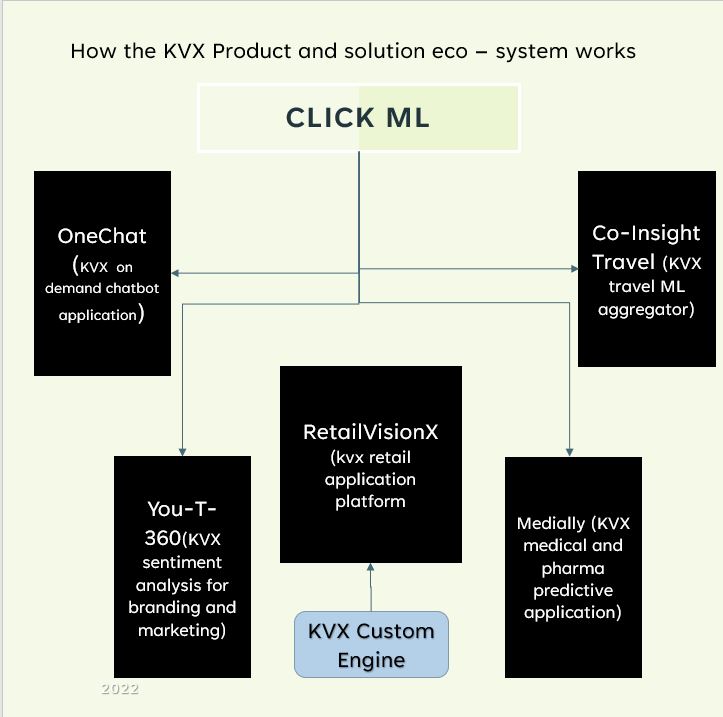 How the KVX Product and solution eco – system works
CLICK ML
OneChat
(KVX on
demand chatbot
application)
Co-Insight
Travel (KVX
travel ML
aggregator)
RetailVisionX
(kvx retail
application
platform
You-T-
360(KVX
sentiment
analysis for
branding and
marketing)
Medially (KVX
medical and
pharma
predictive
application)
KVX Custom
Engine
2022